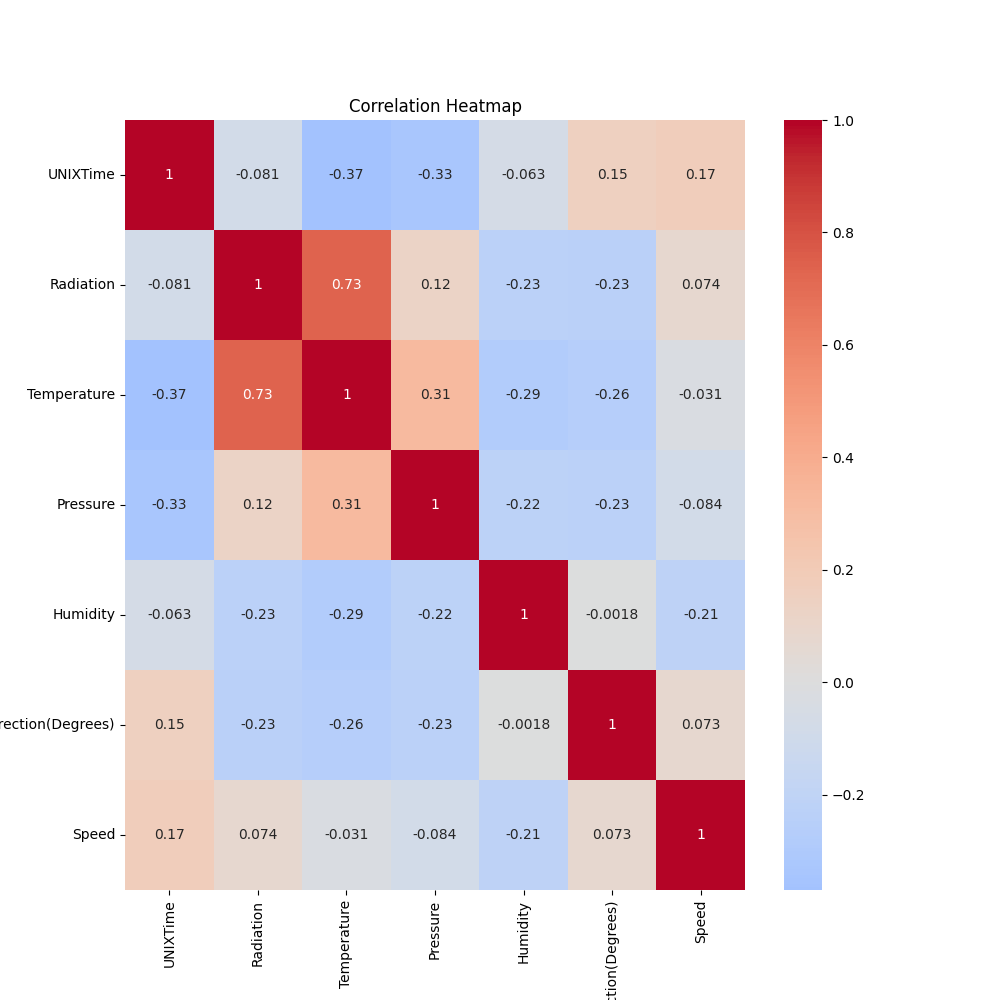 Correlation Heatmap
UNIXTime 1 -0.081 -0.37 -0.33 -0.063 0.15 0.17
Radiation -0.081 1 0.73 0.12 -0.23 -0.23 0.074
Temperature -0.37 0.73 1 0.31 -0.29 -0.26 -0.031
Pressure -0.33 0.12 0.31 1 -0.22 -0.23 -0.084
Humidity -0.063 -0.23 -0.29 -0.22 1 -0.0018 -0.21
rection(Degrees) 0.15 -0.23 -0.26 -0.23 -0.0018 1 0.073
Speed 0.17 0.074 -0.031 -0.084 -0.21 0.073 1
UNIXTime
Radiation
Temperature
Pressure
Humidity
ction(Degrees)
Speed
1.0
0.8
0.6
0.4
0.2
0.0
−0.2